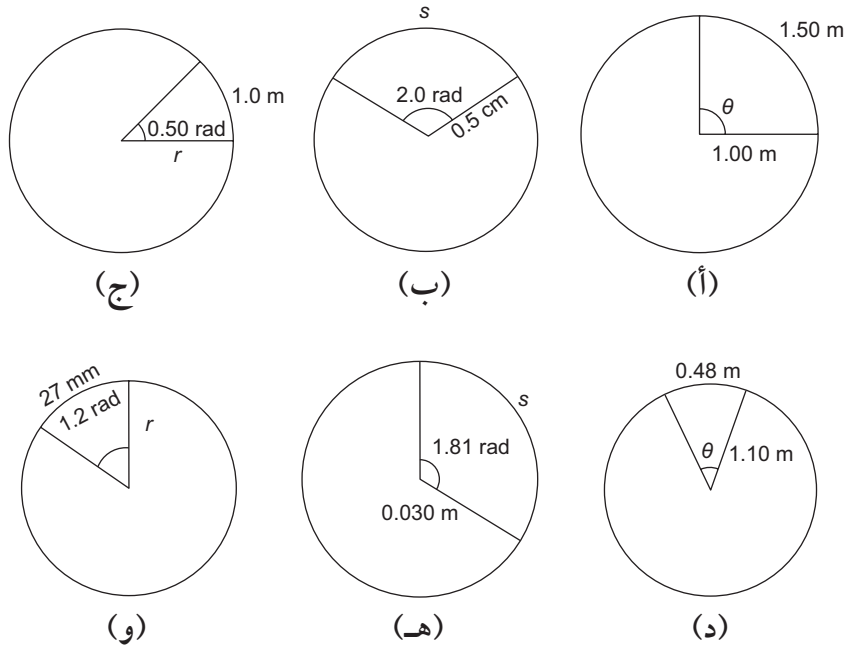 s
1.50 m
1.0 m
2.0 rad
θ
0.50 rad
0.5 cm
1.00 m
r
(أ)
(ب)
(ج)
0.48 m
27 mm
s
1.2 rad
r
1.81 rad
θ
1.10 m
0.030 m
(د)
(هـ)
(و)